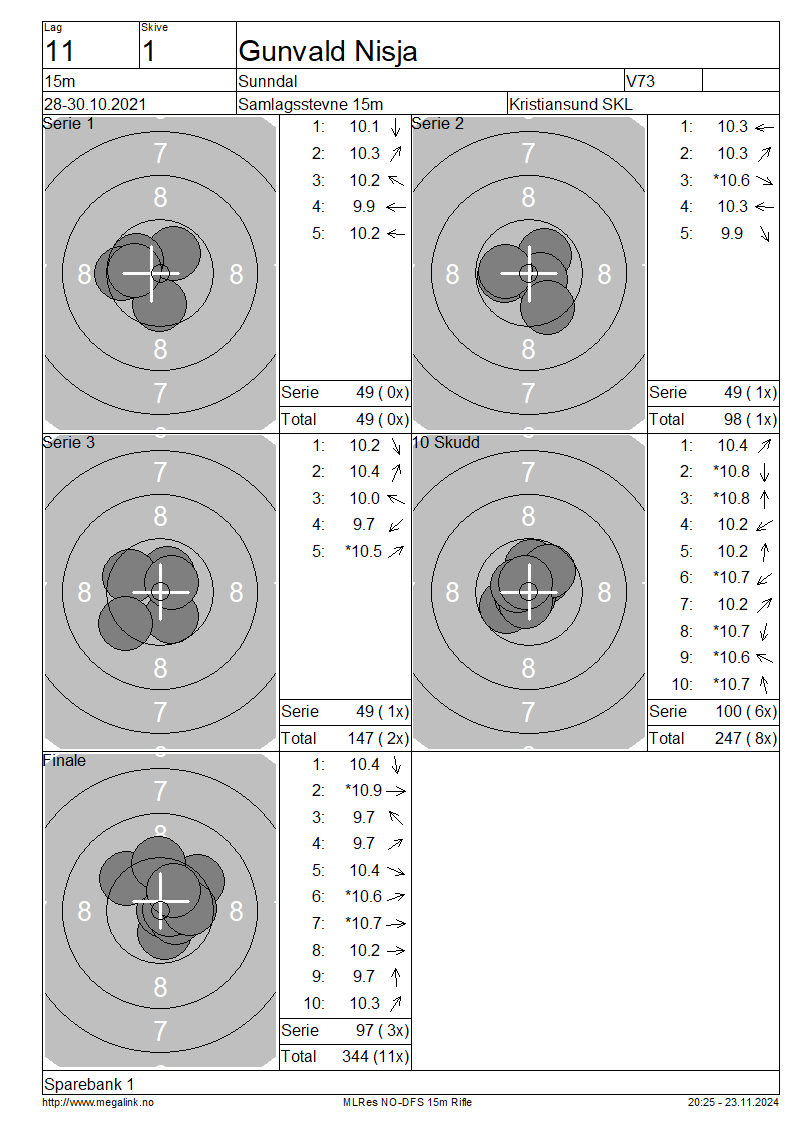 Lag Skive
11 1 Gunvald Nisja
15m Sunndal V73
28-30.10.2021 Samlagsstevne 15m Kristiansund SKL
Serie 1
7
8
8 8
8
7
1: 10.1
2: 10.3
3: 10.2
4: 9.9
5: 10.2
Serie 49 ( 0x)
Total 49 ( 0x)
Serie 2
7
8
8 8
8
7
1: 10.3
2: 10.3
3: *10.6
4: 10.3
5: 9.9
Serie 49 ( 1x)
Total 98 ( 1x)
Serie 3
7
8
8 8
8
7
1: 10.2
2: 10.4
3: 10.0
4: 9.7
5: *10.5
Serie 49 ( 1x)
Total 147 ( 2x)
10 Skudd
7
8
8 8
8
7
1: 10.4
2: *10.8
3: *10.8
4: 10.2
5: 10.2
6: *10.7
7: 10.2
8: *10.7
9: *10.6
10: *10.7
Serie 100 ( 6x)
Total 247 ( 8x)
Finale
7
8
8 8
8
7
1: 10.4
2: *10.9
3: 9.7
4: 9.7
5: 10.4
6: *10.6
7: *10.7
8: 10.2
9: 9.7
10: 10.3
Serie 97 ( 3x)
Total 344 (11x)
Sparebank 1
http://www.megalink.no MLRes NO-DFS 15m Rifle 20:25 - 23.11.2024